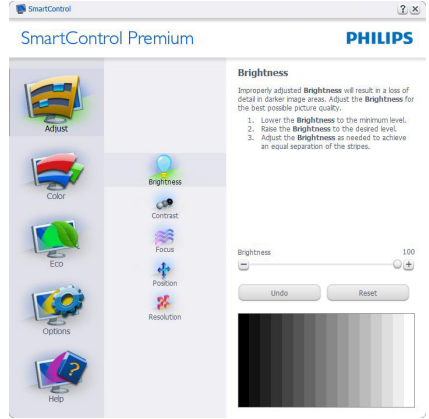 SmartControl
SmartControl Premium
PHILIPS
Adjust
Color
Eco
Options
Help
Brightness
Contrast
Focus
Position
Resolution
Brightness
Improperly adjusted Brightness will result in a loss of
detail in darker image areas. Adjust the Brightness for
the best possible picture quality.
1. Lower the Brightness to the minimum level.
2. Raise the Brightness to the desired level.
3. Adjust the Brightness as needed to achieve
an equal separation of the stripes.
Brightness 100
Undo Reset